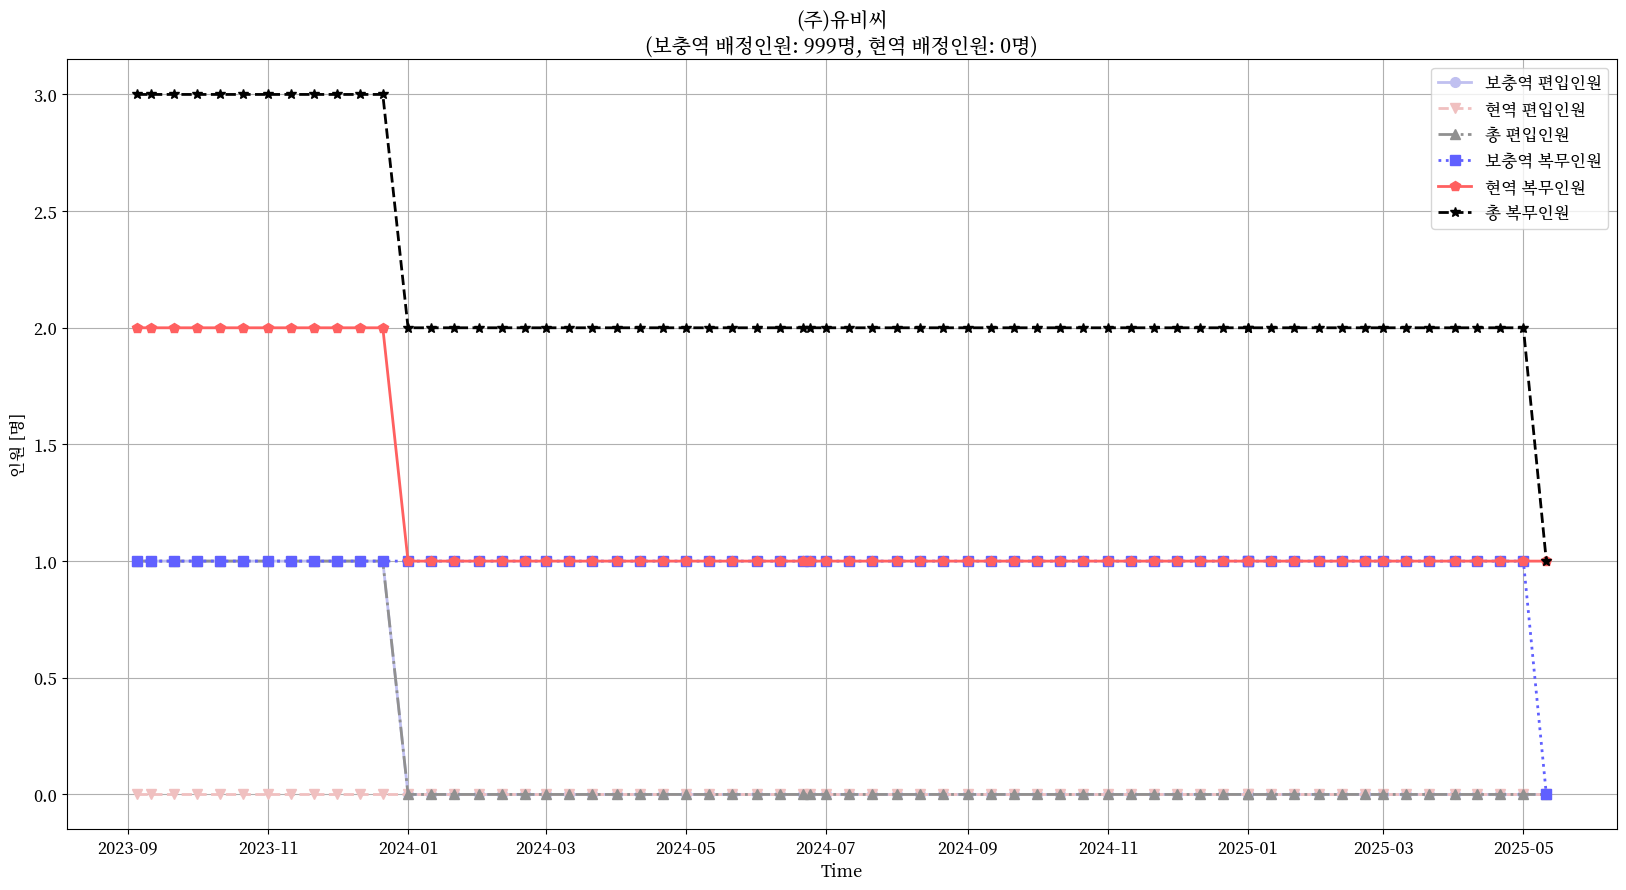 (주)유비씨
(보충역 배정인원: 999명, 현역 배정인원: 0명)
보충역 편입인원
현역 편입인원
총 편입인원
보충역 복무인원
현역 복무인원
총 복무인원
인원 [명]
3.0
2.5
2.0
1.5
1.0
0.5
0.0
2023-09 2023-11 2024-01 2024-03 2024-05 2024-07 2024-09 2024-11 2025-01 2025-03 2025-05
Time